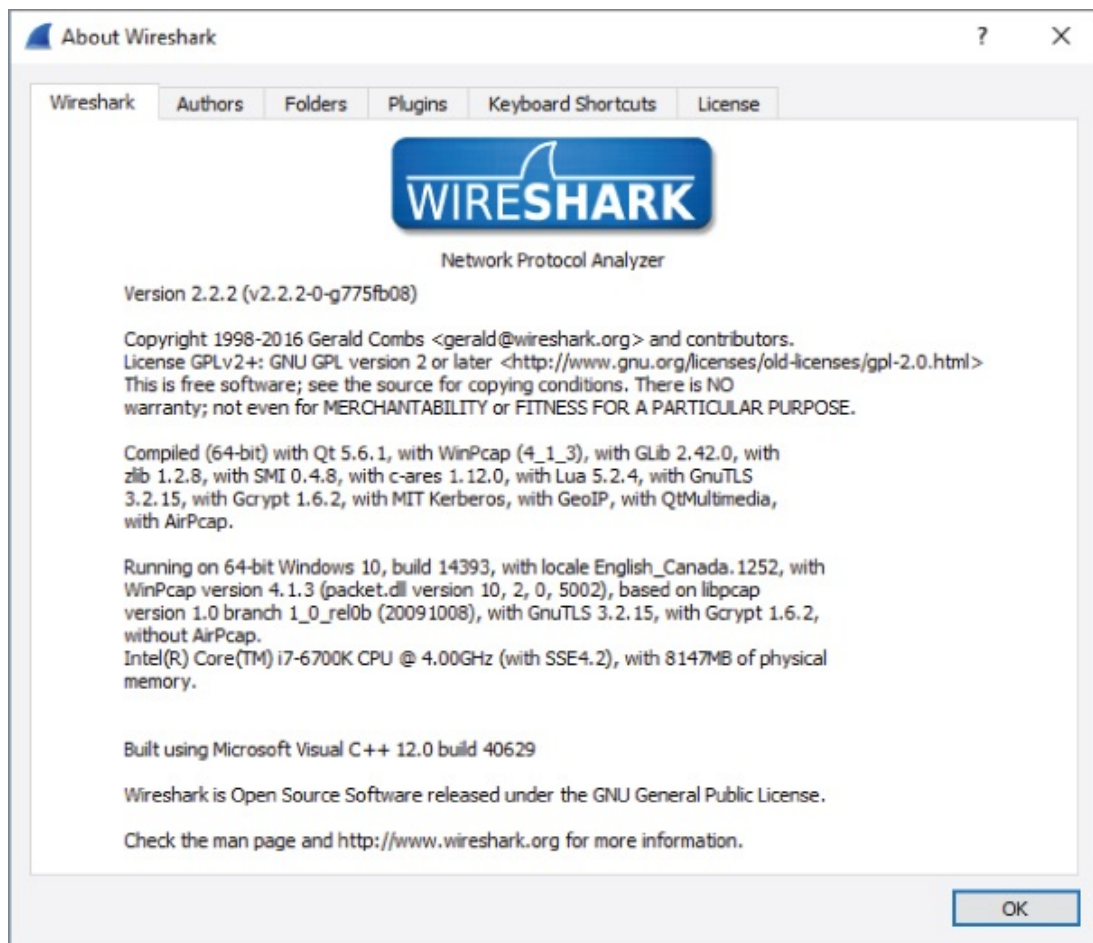 About Wireshark
?
Wireshark
Authors
Folders
Plugins
Keyboard Shortcuts
License
WIRESHARK
Network Protocol Analyzer
Version 2.2.2 (v2.2.2-0-g775fb08)
Copyright 1998-2016 Gerald Combs <gerald@wireshark.org> and contributors.
License GPLv2+: GNU GPL version 2 or later <http://www.gnu.org/licenses/old-licenses/gpl-2.0.html>
This is free software; see the source for copying conditions. There is NO
warranty; not even for MERCHANTABILITY or FITNESS FOR A PARTICULAR PURPOSE.
Compiled (64-bit) with Qt 5.6.1, with WinPcap (4_1_3), with GLib 2.42.0, with
zlib 1.2.8, with SMI 0.4.8, with c-ares 1.12.0, with Lua 5.2.4, with GnuTLS
3.2.15, with Gcrypt 1.6.2, with MIT Kerberos, with GeoIP, with QtMultimedia,
with AirPcap.
Running on 64-bit Windows 10, build 14393, with locale English_Canada.1252, with
WinPcap version 4.1.3 (packet.dll version 10, 2, 0, 5002), based on libpcap
version 1.0 branch 1_0_rel0b (20091008), with GnuTLS 3.2.15, with Gcrypt 1.6.2,
without AirPcap.
Intel(R) Core(TM) i7-6700K CPU @ 4.00GHz (with SSE4.2), with 8147MB of physical
memory.
Built using Microsoft Visual C++ 12.0 build 40629
Wireshark is Open Source Software released under the GNU General Public License.
Check the man page and http://www.wireshark.org for more information.
OK